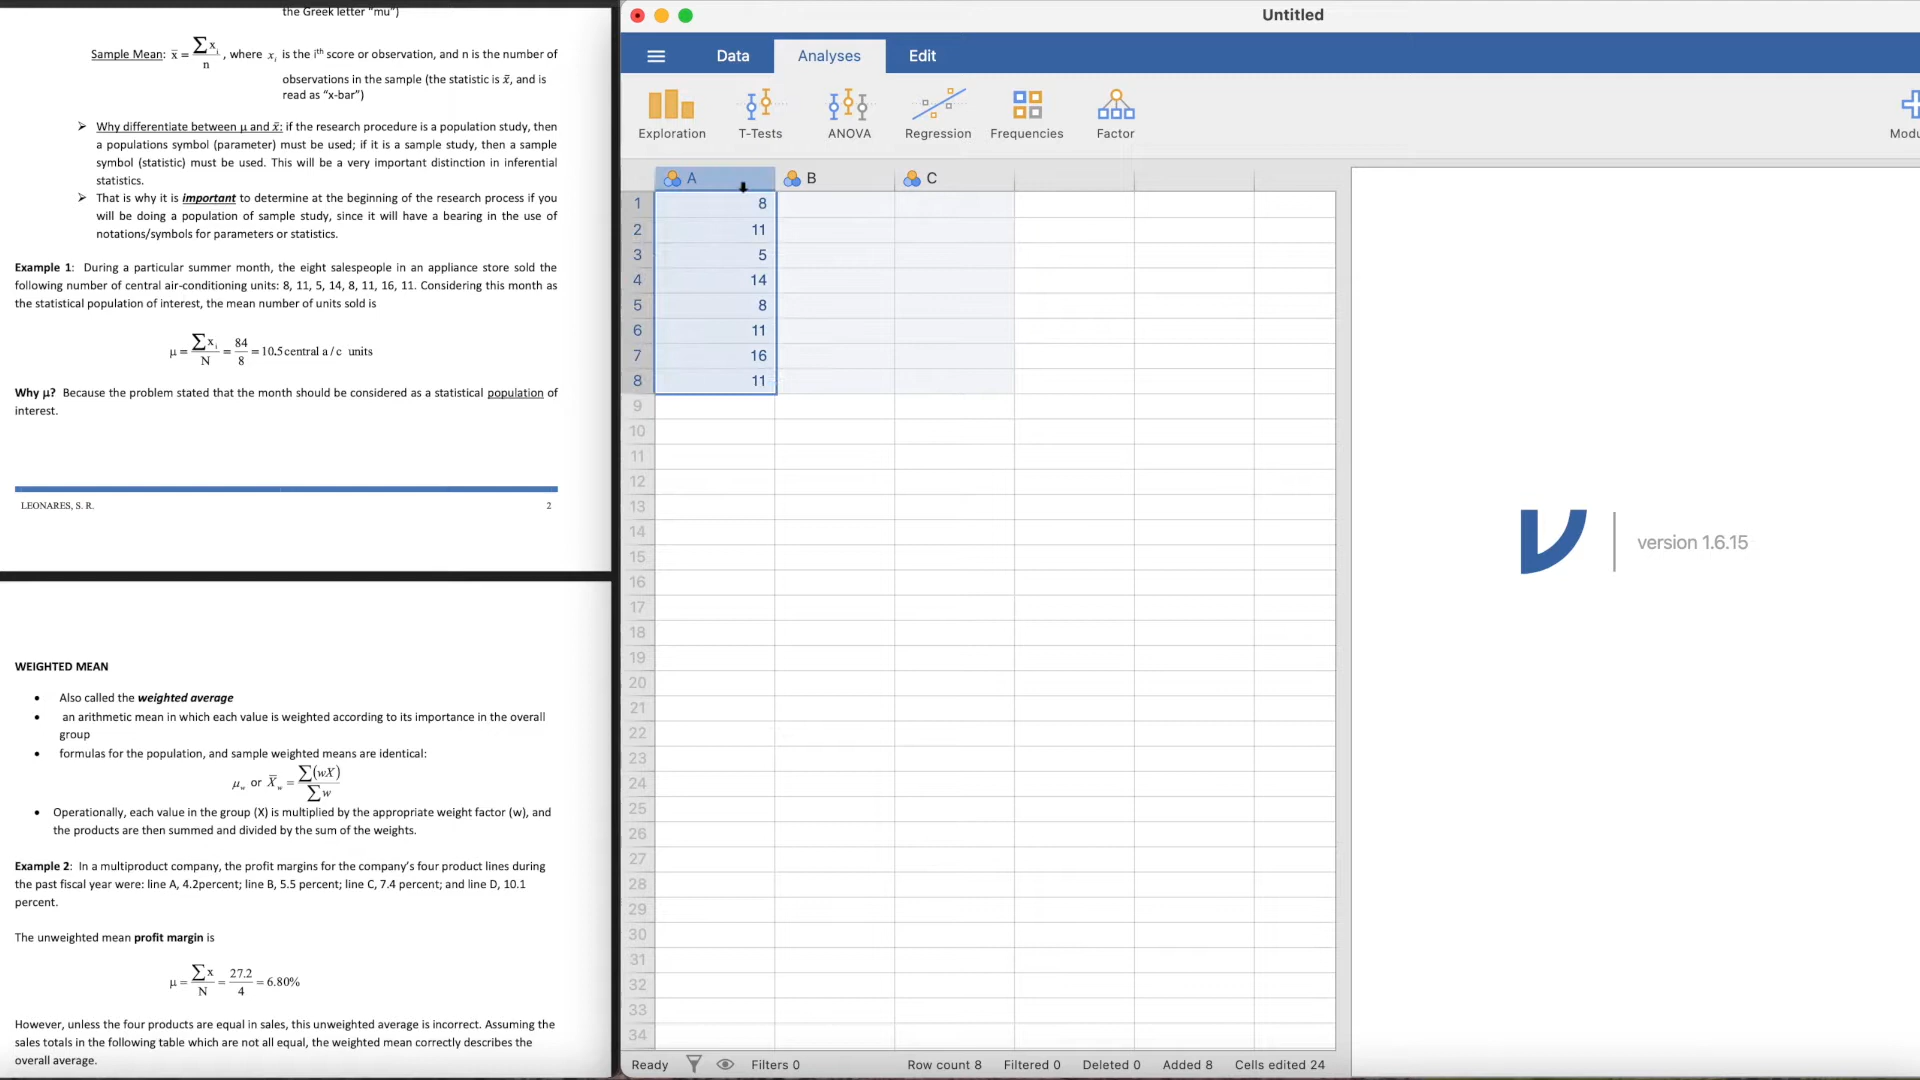 the Greek letter “mu”)
Sample Mean: x̄ = ∑xᵢ / n , where xᵢ is the iᵗʰ score or observation, and n is the number of
observations in the sample (the statistic is x̄, and is
read as “x-bar”)
➢ Why differentiate between μ and x̄: if the research procedure is a population study, then
a populations symbol (parameter) must be used; if it is a sample study, then a sample
symbol (statistic) must be used. This will be a very important distinction in inferential
statistics.
➢ That is why it is important to determine at the beginning of the research process if you
will be doing a population of sample study, since it will have a bearing in the use of
notations/symbols for parameters or statistics.
Example 1: During a particular summer month, the eight salespeople in an appliance store sold the
following number of central air-conditioning units: 8, 11, 5, 14, 8, 11, 16, 11. Considering this month as
the statistical population of interest, the mean number of units sold is
μ = ∑xᵢ / N = 84 / 8 = 10.5 central a / c units
Why μ? Because the problem stated that the month should be considered as a statistical population of
interest.
LEONARES, S. R. 2
WEIGHTED MEAN
• Also called the weighted average
• an arithmetic mean in which each value is weighted according to its importance in the overall
group
• formulas for the population, and sample weighted means are identical:
μw or X̄w = ∑(wX) / ∑w
• Operationally, each value in the group (X) is multiplied by the appropriate weight factor (w), and
the products are then summed and divided by the sum of the weights.
Example 2: In a multiproduct company, the profit margins for the company’s four product lines during
the past fiscal year were: line A, 4.2percent; line B, 5.5 percent; line C, 7.4 percent; and line D, 10.1
percent.
The unweighted mean profit margin is
μ = ∑x / N = 27.2 / 4 = 6.80%
However, unless the four products are equal in sales, this unweighted average is incorrect. Assuming the
sales totals in the following table which are not all equal, the weighted mean correctly describes the
overall average.
Untitled
Data Analyses Edit
Exploration T-Tests ANOVA Regression Frequencies Factor
A B C
1 8
2 11
3 5
4 14
5 8
6 11
7 16
8 11
9
10
11
12
13
14
15
16
17
18
19
20
21
22
23
24
25
26
27
28
29
30
31
32
33
34
version 1.6.15
Ready Filters 0 Row count 8 Filtered 0 Deleted 0 Added 8 Cells edited 24